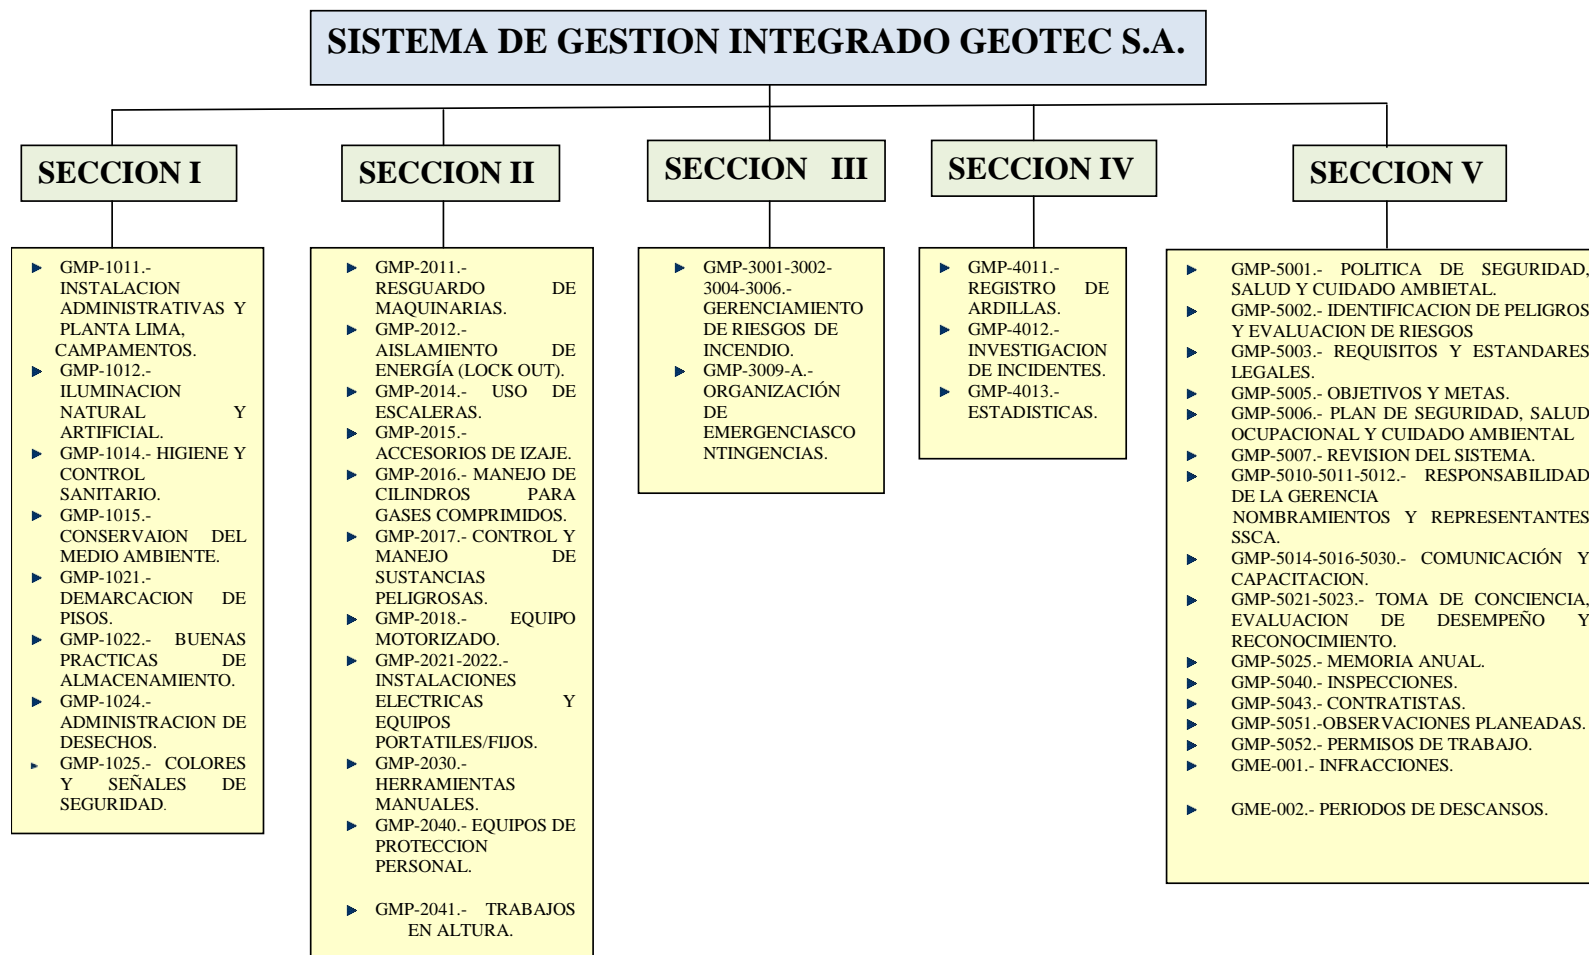 SISTEMA DE GESTION INTEGRADO GEOTEC S.A.
SECCION I
GMP-1011.-
INSTALACION
ADMINISTRATIVAS Y
PLANTA LIMA,
CAMPAMENTOS.
GMP-1012.-
ILUMINACION
NATURAL Y
ARTIFICIAL.
GMP-1014.- HIGIENE Y
CONTROL
SANITARIO.
GMP-1015.-
CONSERVAION DEL
MEDIO AMBIENTE.
GMP-1021.-
DEMARCACION DE
PISOS.
GMP-1022.- BUENAS
PRACTICAS DE
ALMACENAMIENTO.
GMP-1024.-
ADMINISTRACION DE
DESECHOS.
GMP-1025.- COLORES
Y SEÑALES DE
SEGURIDAD.
SECCION II
GMP-2011.-
RESGUARDO DE
MAQUINARIAS.
GMP-2012.-
AISLAMIENTO DE
ENERGÍA (LOCK OUT).
GMP-2014.- USO DE
ESCALERAS.
GMP-2015.-
ACCESORIOS DE IZAJE.
GMP-2016.- MANEJO DE
CILINDROS PARA
GASES COMPRIMIDOS.
GMP-2017.- CONTROL Y
MANEJO DE
SUSTANCIAS
PELIGROSAS.
GMP-2018.- EQUIPO
MOTORIZADO.
GMP-2021-2022.-
INSTALACIONES
ELECTRICAS Y
EQUIPOS
PORTATILES/FIJOS.
GMP-2030.-
HERRAMIENTAS
MANUALES.
GMP-2040.- EQUIPOS DE
PROTECCION
PERSONAL.
GMP-2041.- TRABAJOS
EN ALTURA.
SECCION III
GMP-3001-3002-
3004-3006.-
GERENCIAMIENTO
DE RIESGOS DE
INCENDIO.
GMP-3009-A.-
ORGANIZACIÓN
DE
EMERGENCIASCO
NTINGENCIAS.
SECCION IV
GMP-4011.-
REGISTRO DE
ARDILLAS.
GMP-4012.-
INVESTIGACION
DE INCIDENTES.
GMP-4013.-
ESTADISTICAS.
SECCION V
GMP-5001.- POLITICA DE SEGURIDAD,
SALUD Y CUIDADO AMBIETAL.
GMP-5002.- IDENTIFICACION DE PELIGROS
Y EVALUACION DE RIESGOS
GMP-5003.- REQUISITOS Y ESTANDARES
LEGALES.
GMP-5005.- OBJETIVOS Y METAS.
GMP-5006.- PLAN DE SEGURIDAD, SALUD
OCUPACIONAL Y CUIDADO AMBIENTAL
GMP-5007.- REVISION DEL SISTEMA.
GMP-5010-5011-5012.- RESPONSABILIDAD
DE LA GERENCIA
NOMBRAMIENTOS Y REPRESENTANTES
SSCA.
GMP-5014-5016-5030.- COMUNICACIÓN Y
CAPACITACION.
GMP-5021-5023.- TOMA DE CONCIENCIA,
EVALUACION DE DESEMPEÑO Y
RECONOCIMIENTO.
GMP-5025.- MEMORIA ANUAL.
GMP-5040.- INSPECCIONES.
GMP-5043.- CONTRATISTAS.
GMP-5051.-OBSERVACIONES PLANEADAS.
GMP-5052.- PERMISOS DE TRABAJO.
GME-001.- INFRACCIONES.
GME-002.- PERIODOS DE DESCANSOS.